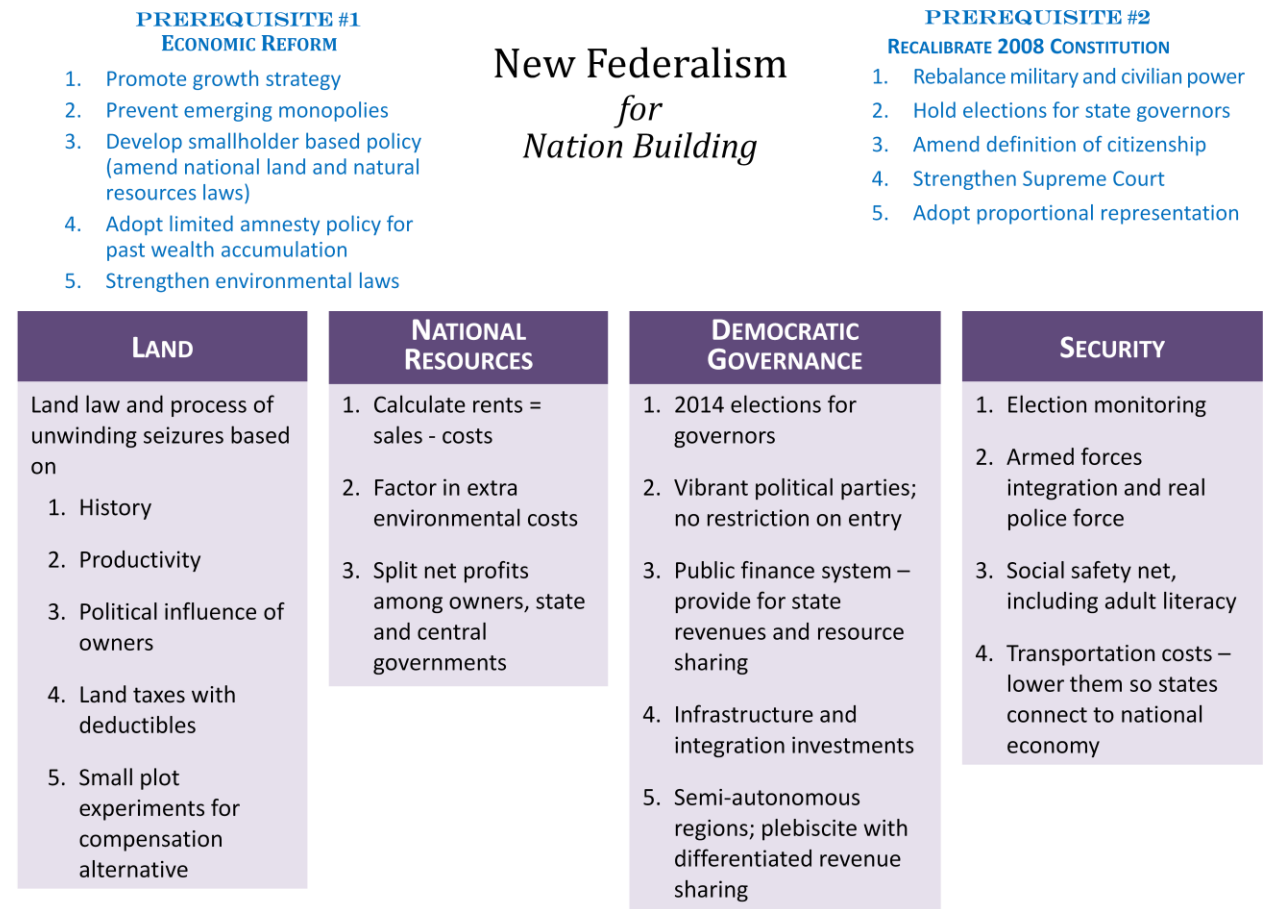 PREREQUISITE #1
ECONOMIC REFORM
1. Promote growth strategy
2. Prevent emerging monopolies
3. Develop smallholder based policy
(amend national land and natural
resources laws)
4. Adopt limited amnesty policy for
past wealth accumulation
5. Strengthen environmental laws
New Federalism
for
Nation Building
PREREQUISITE #2
RECALIBRATE 2008 CONSTITUTION
1. Rebalance military and civilian power
2. Hold elections for state governors
3. Amend definition of citizenship
4. Strengthen Supreme Court
5. Adopt proportional representation
LAND
Land law and process of
unwinding seizures based
on
1. History
2. Productivity
3. Political influence of
owners
4. Land taxes with
deductibles
5. Small plot
experiments for
compensation
alternative
NATIONAL
RESOURCES
1. Calculate rents =
sales - costs
2. Factor in extra
environmental costs
3. Split net profits
among owners, state
and central
governments
DEMOCRATIC
GOVERNANCE
1. 2014 elections for
governors
2. Vibrant political parties;
no restriction on entry
3. Public finance system –
provide for state
revenues and resource
sharing
4. Infrastructure and
integration investments
5. Semi-autonomous
regions; plebiscite with
differentiated revenue
sharing
SECURITY
1. Election monitoring
2. Armed forces
integration and real
police force
3. Social safety net,
including adult literacy
4. Transportation costs –
lower them so states
connect to national
economy